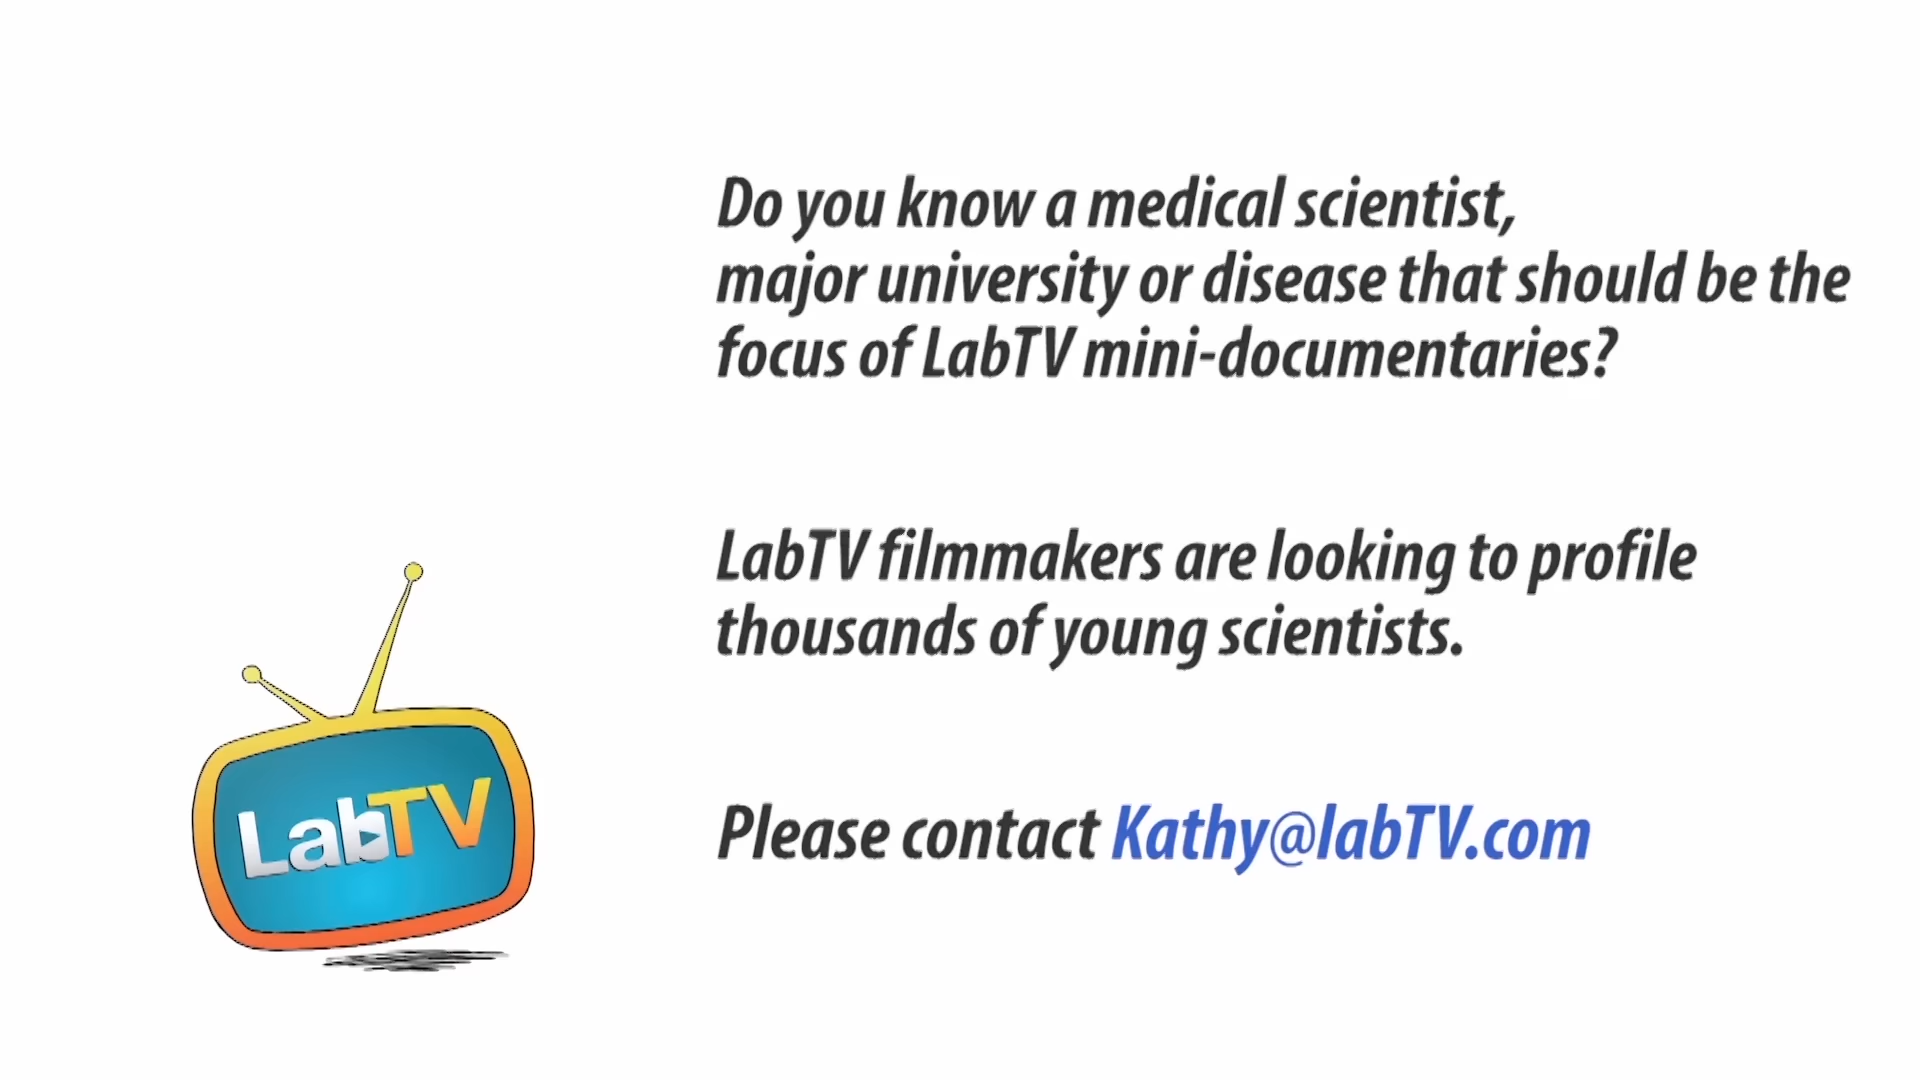 Do you know a medical scientist,
major university or disease that should be the
focus of LabTV mini-documentaries?
LabTV filmmakers are looking to profile
thousands of young scientists.
LabTV
Please contact Kathy@labTV.com